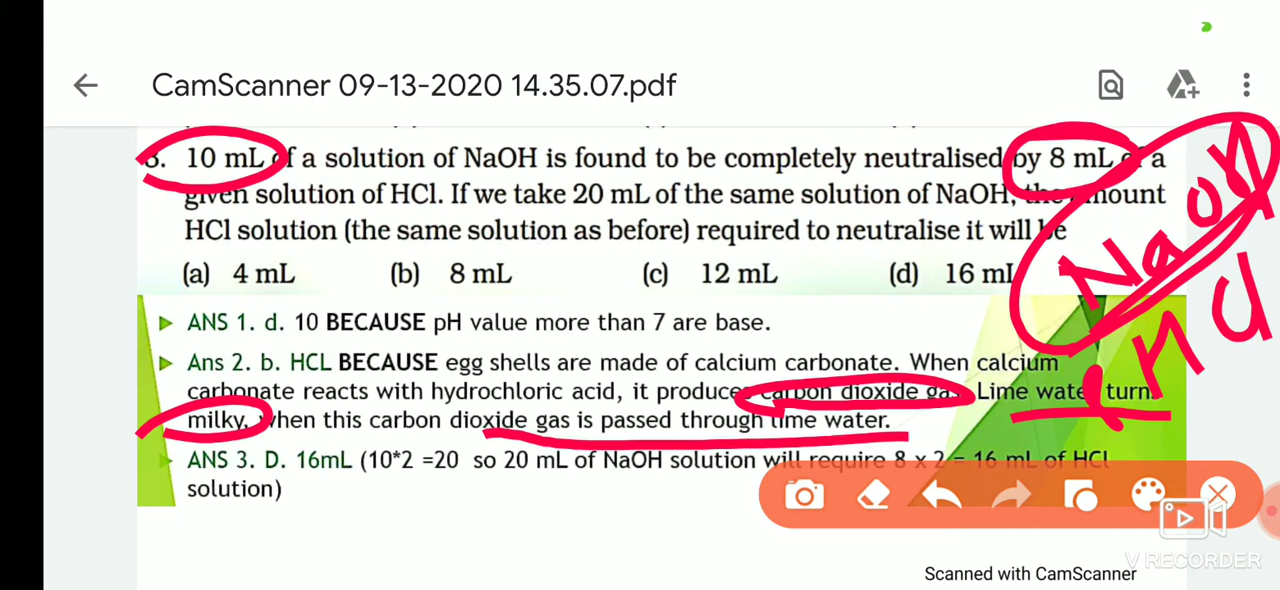 CamScanner 09-13-2020 14.35.07.pdf
3. 10 mL of a solution of NaOH is found to be completely neutralised by 8 mL of a
given solution of HCl. If we take 20 mL of the same solution of NaOH, the amount
HCl solution (the same solution as before) required to neutralise it will be
(a) 4 mL (b) 8 mL (c) 12 mL (d) 16 mL
NaOH
HCl
ANS 1. d. 10 BECAUSE pH value more than 7 are base.
Ans 2. b. HCL BECAUSE egg shells are made of calcium carbonate. When calcium
carbonate reacts with hydrochloric acid, it produces carbon dioxide gas. Lime water turns
milky, when this carbon dioxide gas is passed through lime water.
ANS 3. D. 16mL (10*2 =20 so 20 mL of NaOH solution will require 8 x 2 = 16 mL of HCl
solution)
V RECORDER
Scanned with CamScanner